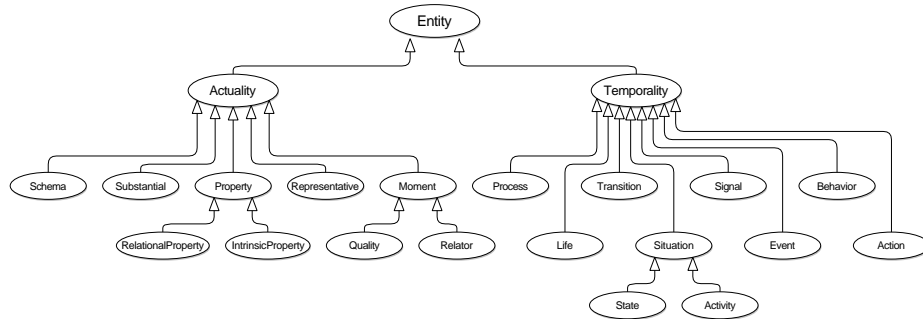 Entity
Actuality
Temporality
Schema
Substantial
Property
Representative
Moment
Process
Transition
Signal
Behavior
RelationalProperty
IntrinsicProperty
Quality
Relator
Life
Situation
Event
Action
State
Activity